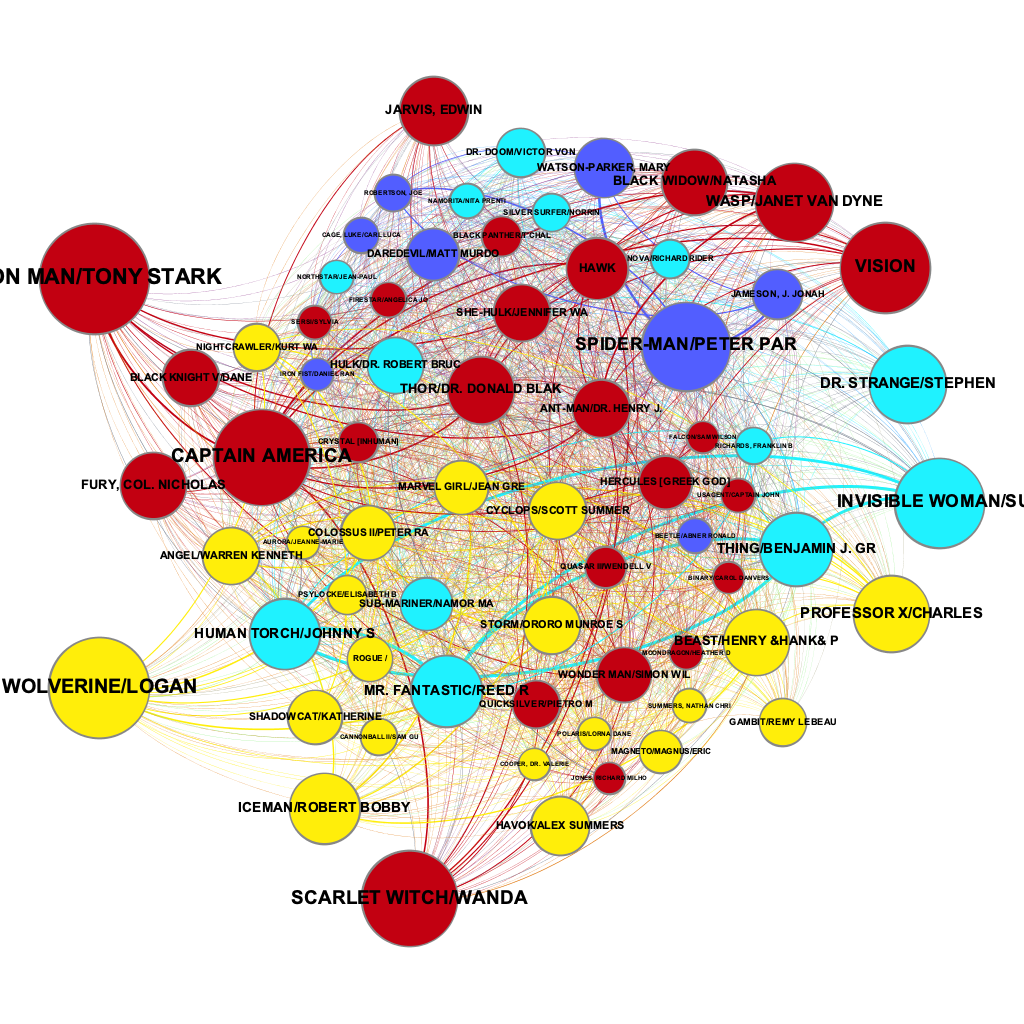 JARVIS, EDWIN
DR. DOOM/VICTOR VON
WATSON-PARKER, MARY
BLACK WIDOW/NATASHA
ROBERTSON, JOE
NAMORITA/NITA PRENTI
WASP/JANET VAN DYNE
SILVER SURFER/NORRIN
CAGE, LUKE/CARL LUCA
BLACK PANTHER/T'CHAL
DAREDEVIL/MATT MURDO
NOVA/RICHARD RIDER
HAWK
VISION
ON MAN/TONY STARK
NORTHSTAR/JEAN-PAUL
JAMESON, J. JONAH
FIRESTAR/ANGELICA JO
SHE-HULK/JENNIFER WA
SERSI/SYLVIA
SPIDER-MAN/PETER PAR
NIGHTCRAWLER/KURT WA
HULK/DR. ROBERT BRUC
IRON FIST/DANIEL RAN
BLACK KNIGHT V/DANE
DR. STRANGE/STEPHEN
THOR/DR. DONALD BLAK
ANT-MAN/DR. HENRY J.
FALCON/SAM WILSON
CRYSTAL [INHUMAN]
RICHARDS, FRANKLIN B
CAPTAIN AMERICA
HERCULES [GREEK GOD]
FURY, COL. NICHOLAS
MARVEL GIRL/JEAN GRE
USAGENT/CAPTAIN JOHN
INVISIBLE WOMAN/SU
CYCLOPS/SCOTT SUMMER
COLOSSUS II/PETER RA
BEETLE/ABNER RONALD
AURORA/JEANNE-MARIE
THING/BENJAMIN J. GR
ANGEL/WARREN KENNETH
QUASAR III/WENDELL V
BINARY/CAROL DANVERS
PSYLOCKE/ELISABETH B
SUB-MARINER/NAMOR MA
PROFESSOR X/CHARLES
STORM/ORORO MUNROE S
HUMAN TORCH/JOHNNY S
BEAST/HENRY &HANK& P
MOONDRAGON/HEATHER D
ROGUE /
WONDER MAN/SIMON WIL
WOLVERINE/LOGAN
MR. FANTASTIC/REED R
QUICKSILVER/PIETRO M
SUMMERS, NATHAN CHRI
SHADOWCAT/KATHERINE
GAMBIT/REMY LEBEAU
POLARIS/LORNA DANE
CANNONBALL II/SAM GU
MAGNETO/MAGNUS/ERIC
COOPER, DR. VALERIE
JONES, RICHARD MILHO
ICEMAN/ROBERT BOBBY
HAVOK/ALEX SUMMERS
SCARLET WITCH/WANDA